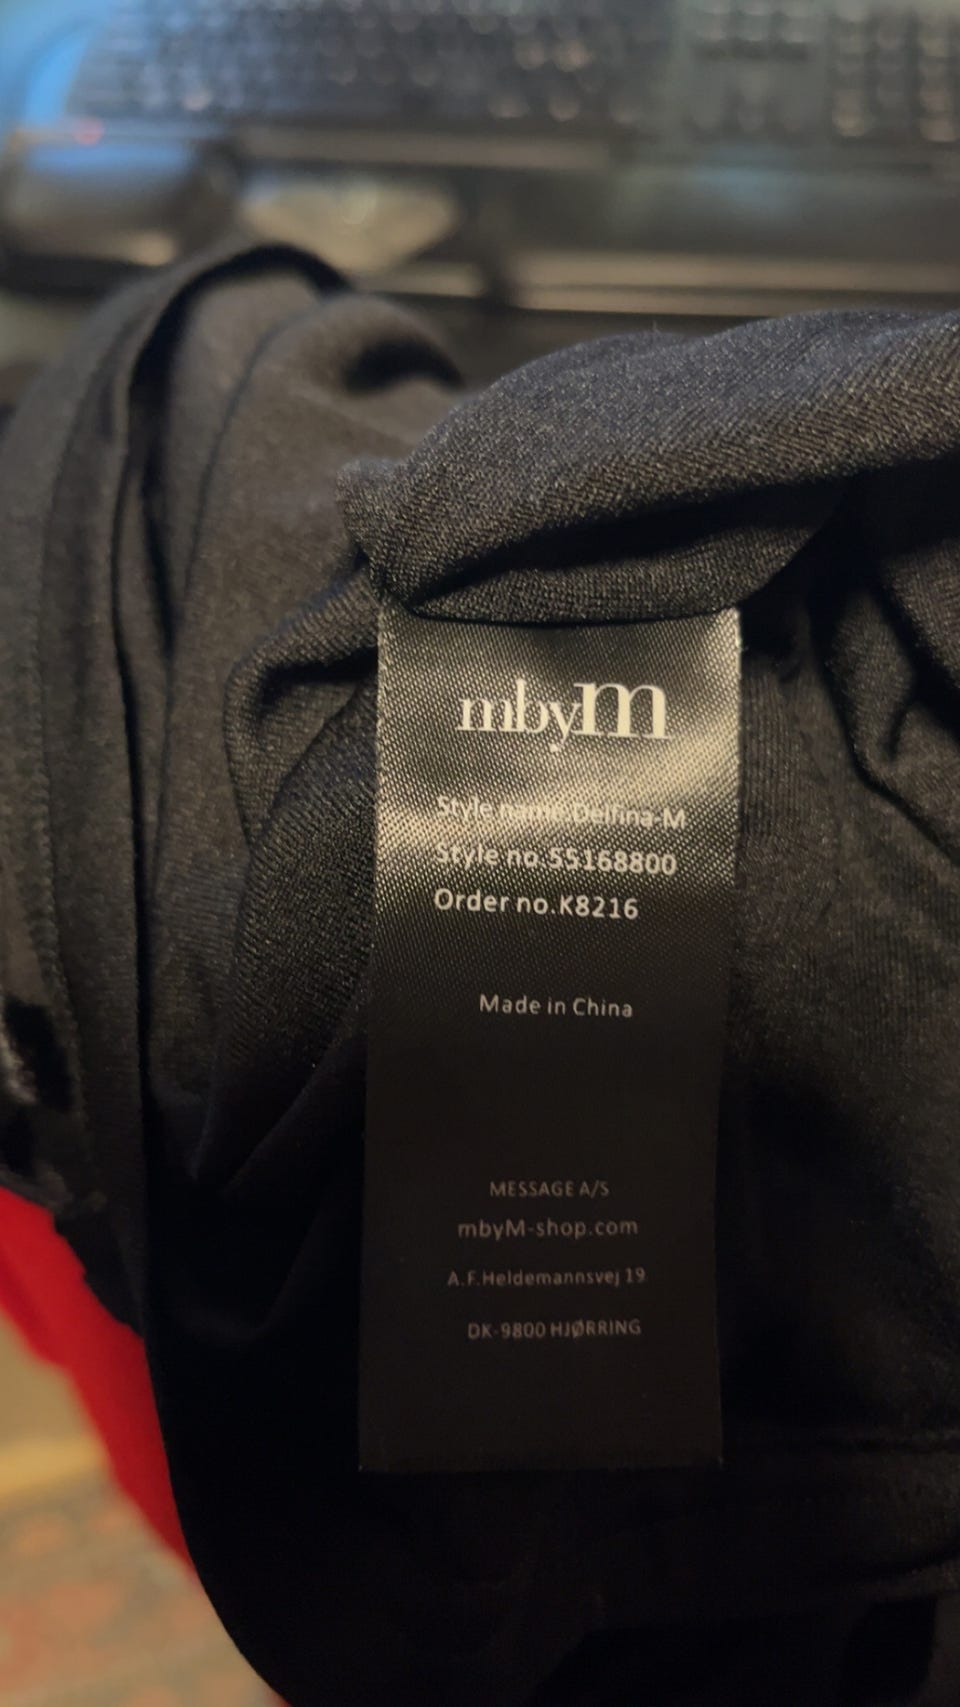 mbyM
Style name.Delfina-M
Style no.55168800
Order no.K8216
Made in China
MESSAGE A/S
mbyM-shop.com
A.F.Heldemannsvej 19
DK-9800 HJØRRING